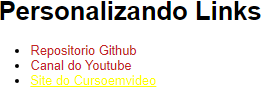 Personalizando Links
Repositorio Github
Canal do Youtube
Site do Cursoemvideo